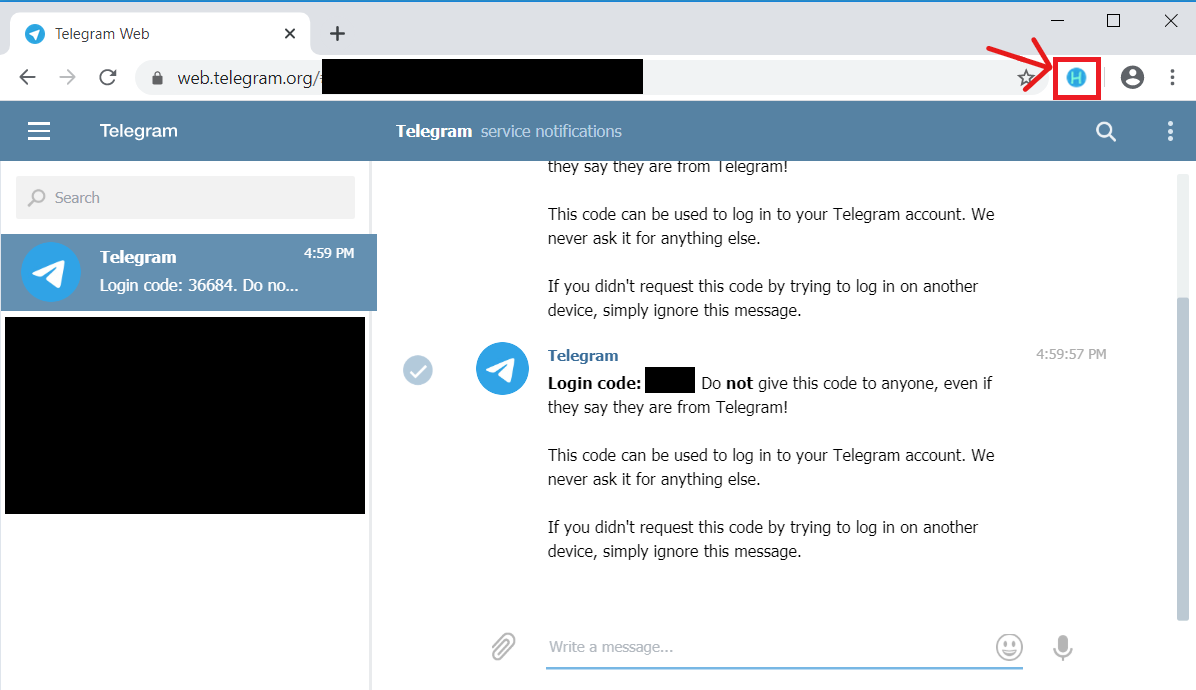 Telegram Web
web.telegram.org/
H
Telegram
Telegram service notifications
Search
Telegram 4:59 PM
Login code: 36684. Do no...
they say they are from Telegram!
This code can be used to log in to your Telegram account. We
never ask it for anything else.
If you didn't request this code by trying to log in on another
device, simply ignore this message.
Telegram 4:59:57 PM
Login code: Do not give this code to anyone, even if
they say they are from Telegram!
This code can be used to log in to your Telegram account. We
never ask it for anything else.
If you didn't request this code by trying to log in on another
device, simply ignore this message.
Write a message...